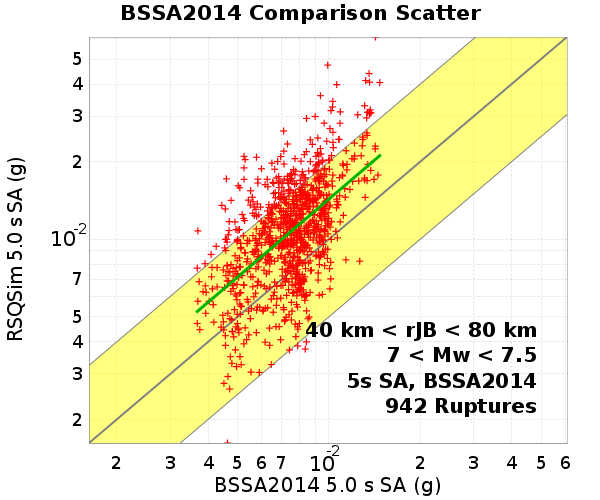 BSSA2014 Comparison Scatter
RSQSim 5.0 s SA (g)
5
4
3
2
10-2
7
5
4
3
2
40 km < rJB < 80 km
7 < Mw < 7.5
5s SA, BSSA2014
942 Ruptures
2 3 4 5 6 7 10-2 2 3 4 5 6
BSSA2014 5.0 s SA (g)